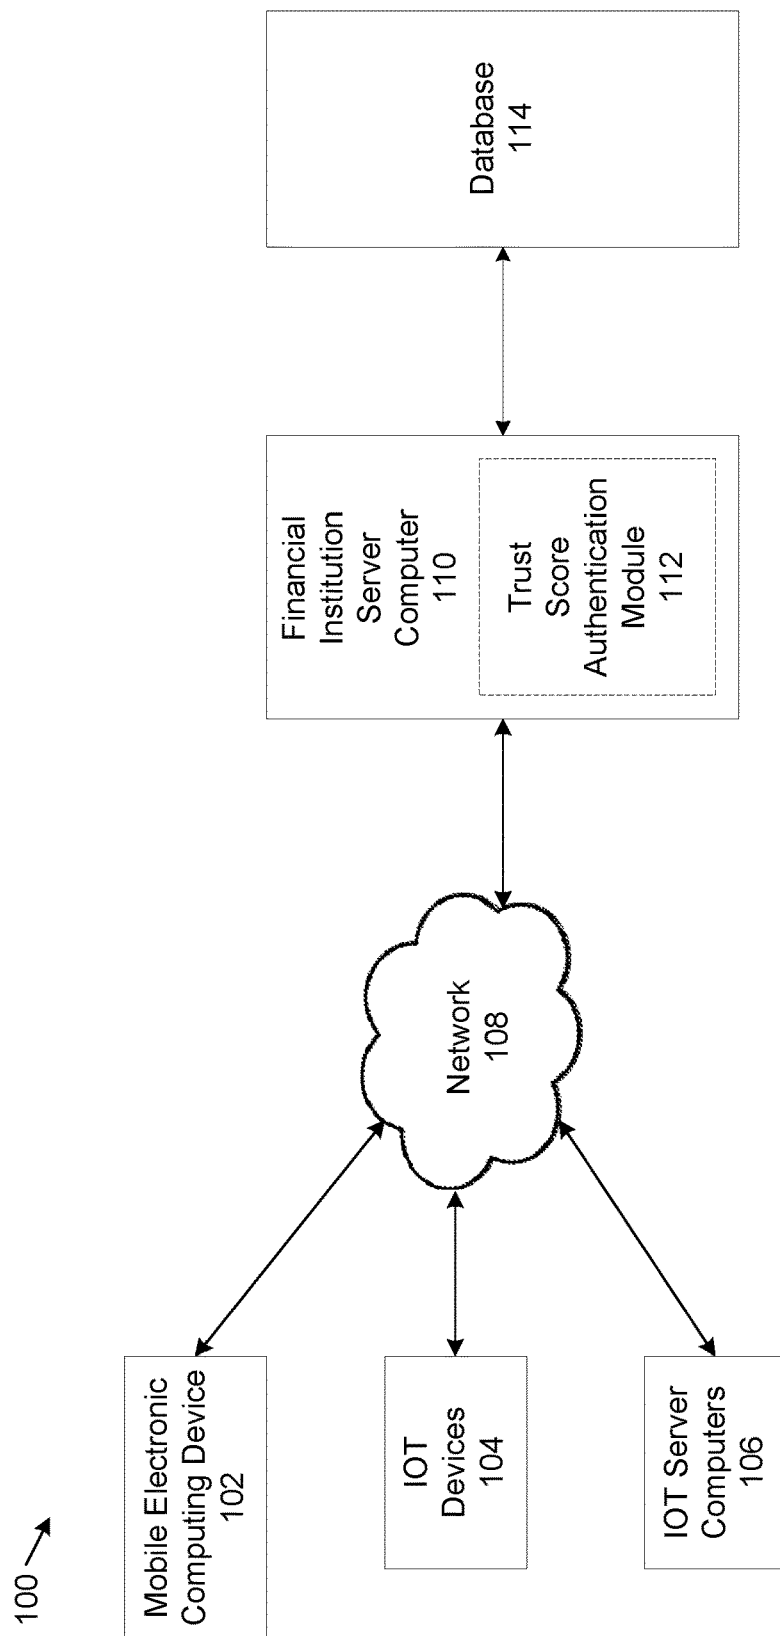 100
Mobile Electronic
Computing Device
102
IOT
Devices
104
IOT Server
Computers
106
Network
108
Financial
Institution
Server
Computer
110
Trust
Score
Authentication
Module
112
Database
114